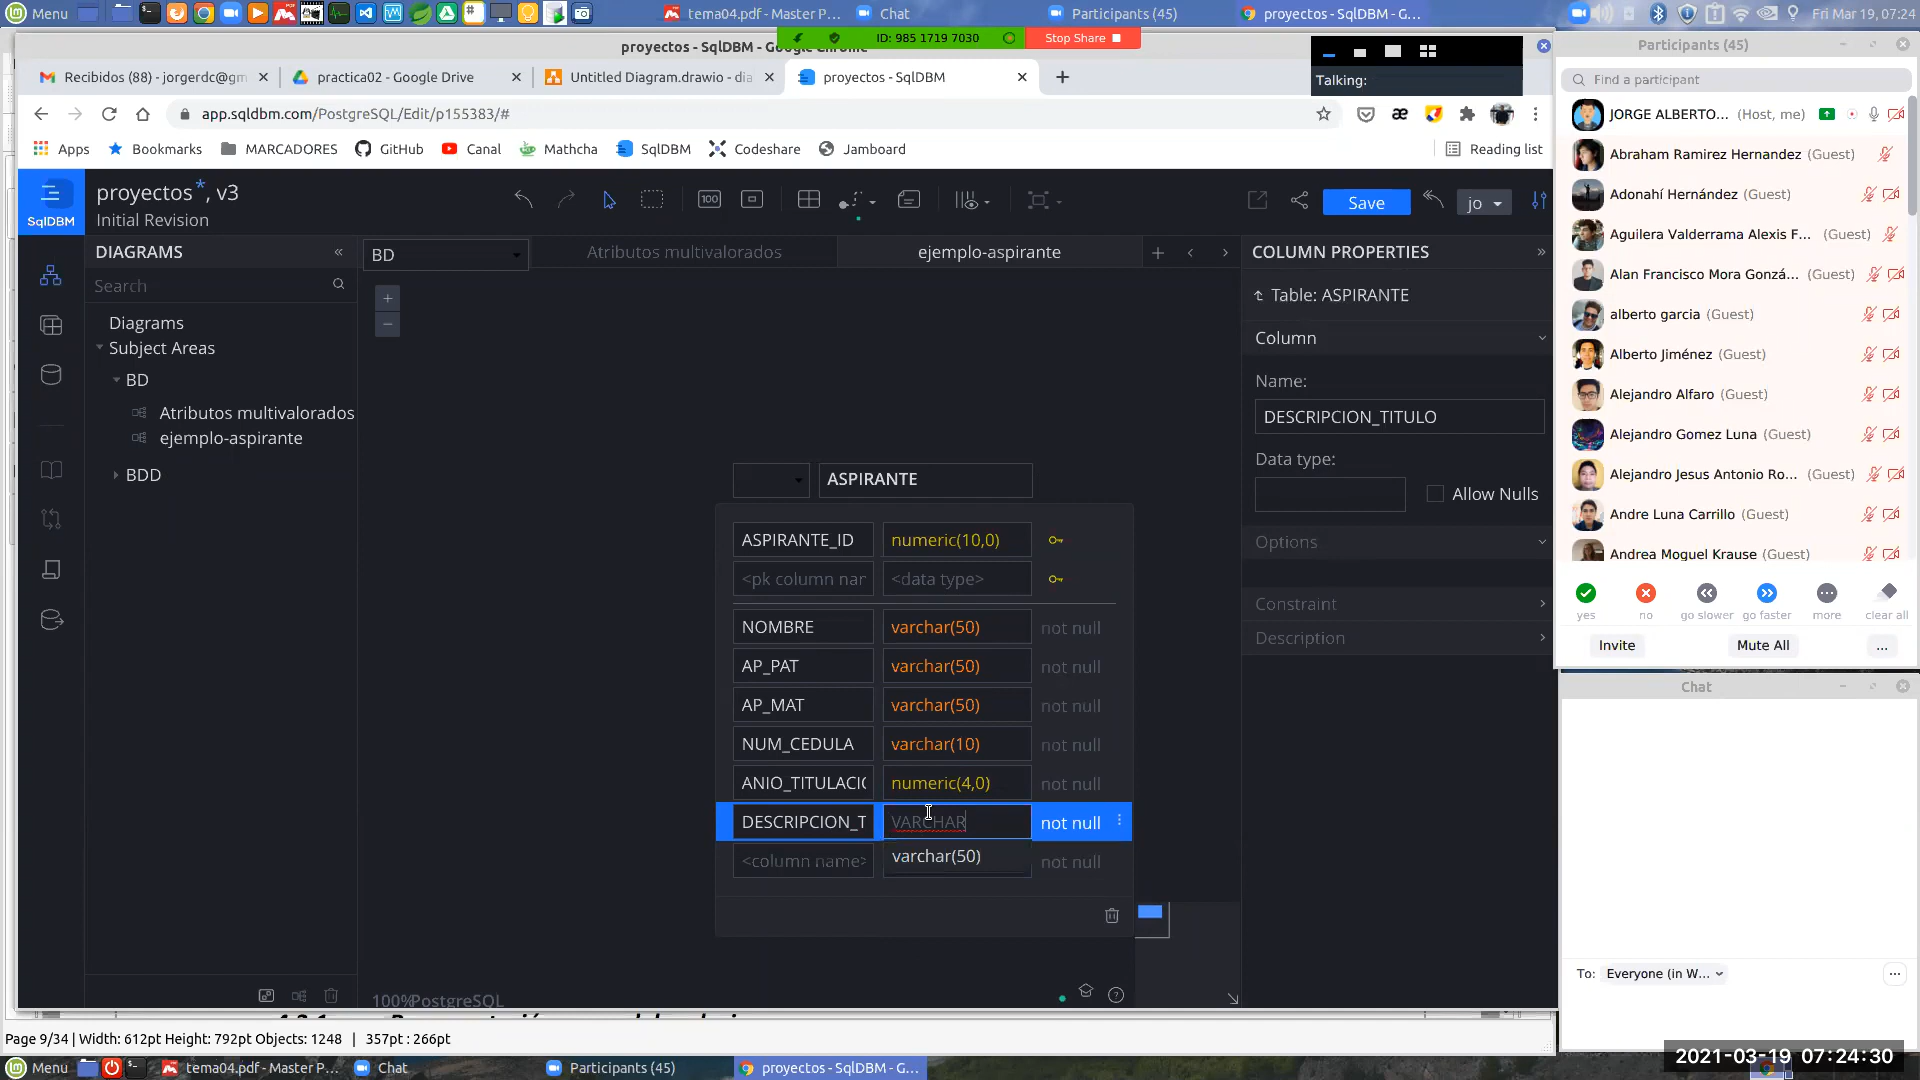 Menu
tema04.pdf - Master P...
Chat
Participants (45)
proyectos - SqlDBM - G...
Fri Mar 19, 07:24
proyectos - SqlDBM - Google Chrome
ID: 985 1719 7030
Stop Share
Talking:
Recibidos (88) - jorgerdc@gm
practica02 - Google Drive
Untitled Diagram.drawio - dia
proyectos - SqlDBM
app.sqldbm.com/PostgreSQL/Edit/p155383/#
Apps
Bookmarks
MARCADORES
GitHub
Canal
Mathcha
SqlDBM
Codeshare
Jamboard
Reading list
SqlDBM
proyectos*, v3
Initial Revision
100
Save
jo
DIAGRAMS
Search
Diagrams
Subject Areas
BD
Atributos multivalorados
ejemplo-aspirante
BDD
BD
Atributos multivalorados
ejemplo-aspirante
ASPIRANTE
ASPIRANTE_ID numeric(10,0)
<pk column nar <data type>
NOMBRE varchar(50) not null
AP_PAT varchar(50) not null
AP_MAT varchar(50) not null
NUM_CEDULA varchar(10) not null
ANIO_TITULACIO numeric(4,0) not null
DESCRIPCION_T VARCHAR not null
<column name> varchar(50) not null
100%PostgreSQL
COLUMN PROPERTIES
Table: ASPIRANTE
Column
Name:
DESCRIPCION_TITULO
Data type:
Allow Nulls
Options
Constraint
Description
Participants (45)
Find a participant
JORGE ALBERTO... (Host, me)
Abraham Ramirez Hernandez (Guest)
Adonahí Hernández (Guest)
Aguilera Valderrama Alexis F... (Guest)
Alan Francisco Mora Gonzá... (Guest)
alberto garcia (Guest)
Alberto Jiménez (Guest)
Alejandro Alfaro (Guest)
Alejandro Gomez Luna (Guest)
Alejandro Jesus Antonio Ro... (Guest)
Andre Luna Carrillo (Guest)
Andrea Moguel Krause (Guest)
yes
no
go slower
go faster
more
clear all
Invite
Mute All
...
Chat
To: Everyone (in W...
Page 9/34 | Width: 612pt Height: 792pt Objects: 1248 | 357pt : 266pt
Menu
tema04.pdf - Master P...
Chat
Participants (45)
proyectos - SqlDBM - G...
2021-03-19 07:24:30